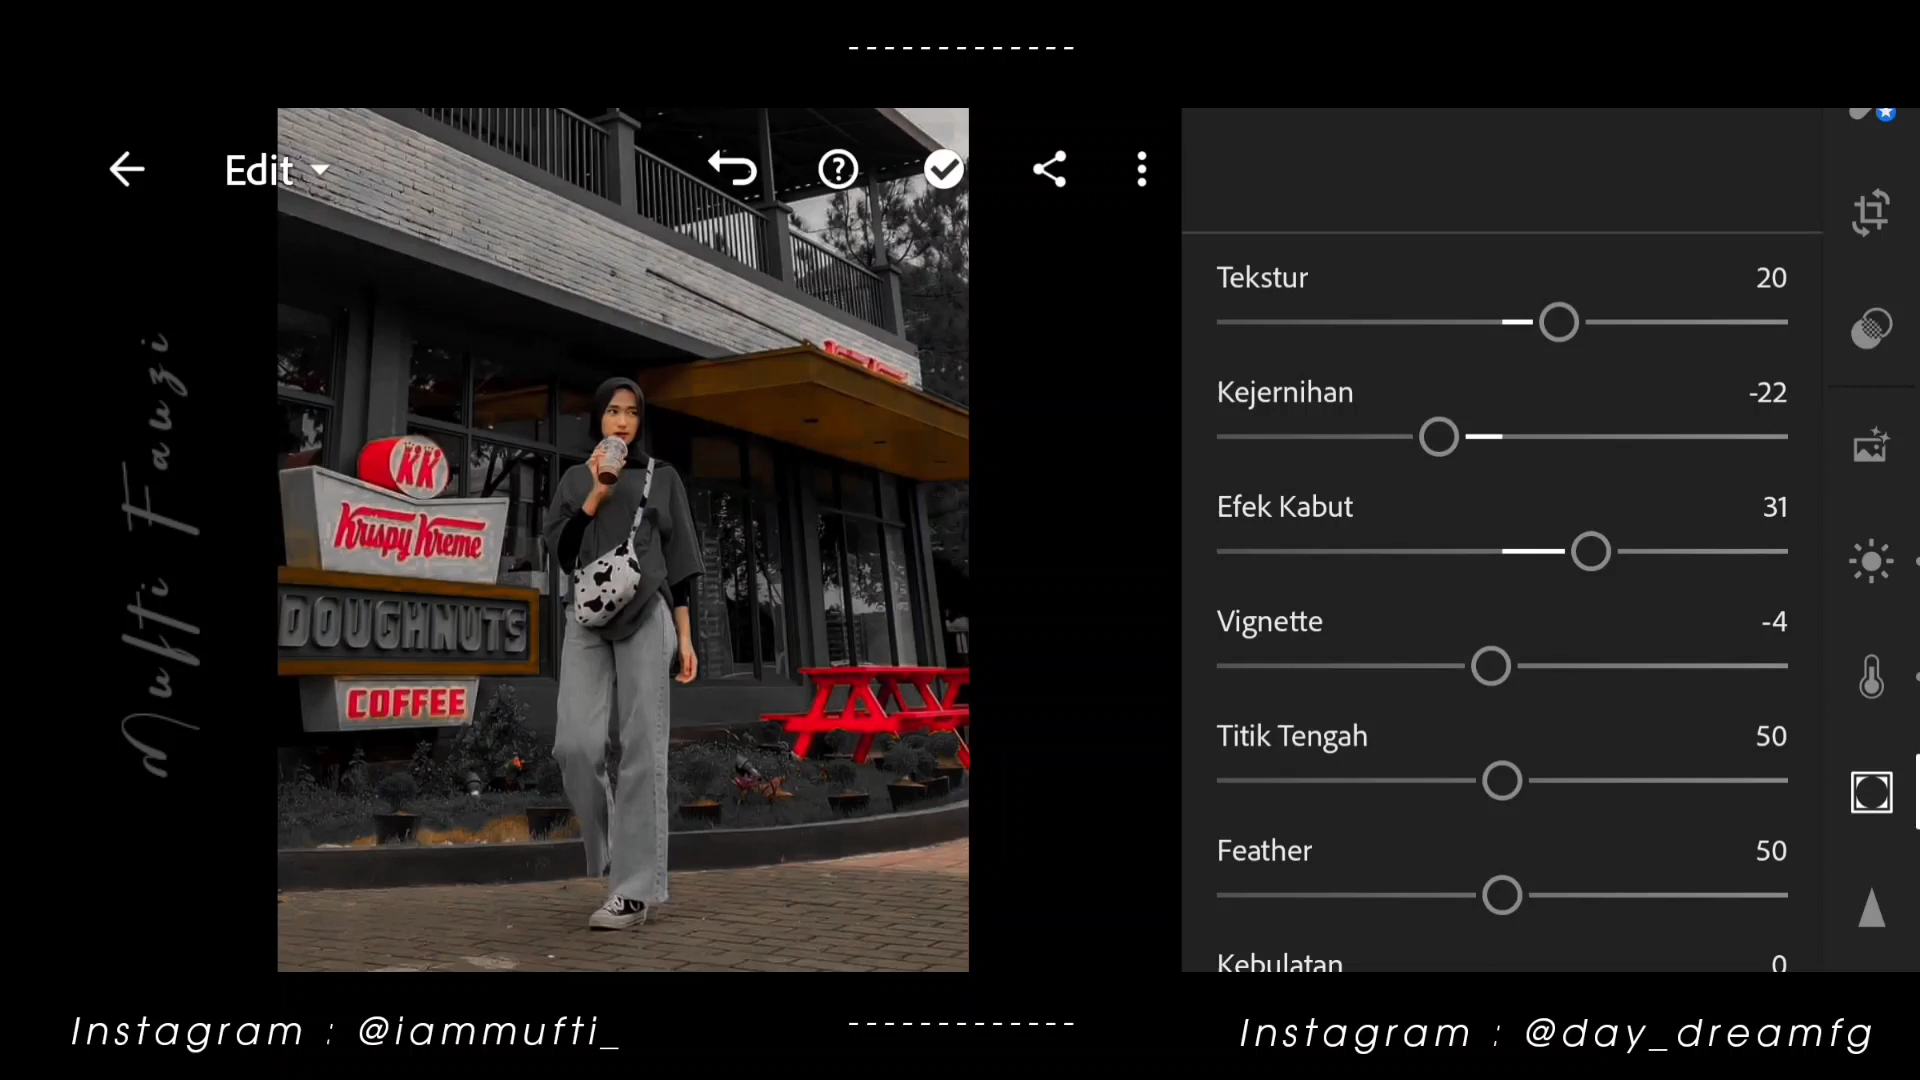 -------------
Edit
Mufti Fauzi
KK
Krispy Kreme
DOUGHNUTS
COFFEE
Tekstur 20
Kejernihan -22
Efek Kabut 31
Vignette -4
Titik Tengah 50
Feather 50
Kebulatan 0
Instagram : @iammufti_
-------------
Instagram : @day_dreamfg